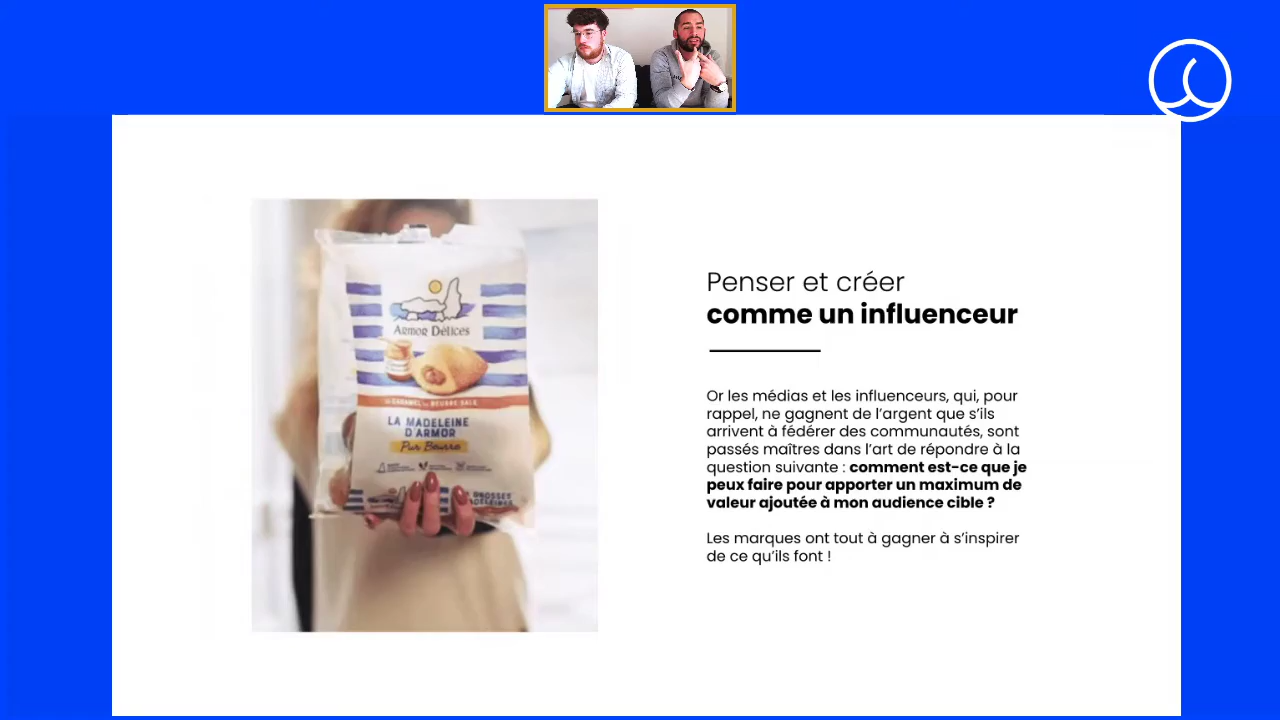 Armor Délices
CARAMEL BEURRE SALÉ
LA MADELEINE
D'ARMOR
Pur Beurre
Penser et créer
comme un influenceur
Or les médias et les influenceurs, qui, pour
rappel, ne gagnent de l’argent que s’ils
arrivent à fédérer des communautés, sont
passés maîtres dans l’art de répondre à la
question suivante : comment est-ce que je
peux faire pour apporter un maximum de
valeur ajoutée à mon audience cible ?
Les marques ont tout à gagner à s’inspirer
de ce qu’ils font !